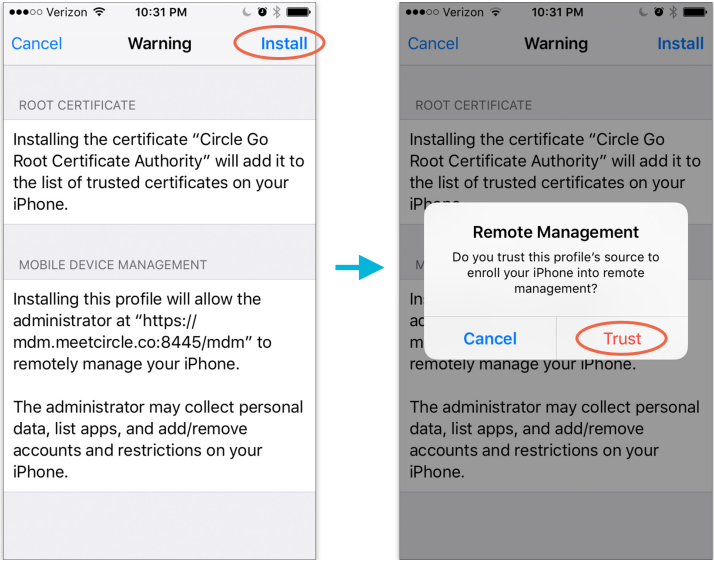 Verizon 10:31 PM
Cancel Warning Install
ROOT CERTIFICATE
Installing the certificate “Circle Go
Root Certificate Authority” will add it to
the list of trusted certificates on your
iPhone.
MOBILE DEVICE MANAGEMENT
Installing this profile will allow the
administrator at “https://
mdm.meetcircle.co:8445/mdm” to
remotely manage your iPhone.
The administrator may collect personal
data, list apps, and add/remove
accounts and restrictions on your
iPhone.
Verizon 10:31 PM
Cancel Warning Install
ROOT CERTIFICATE
Installing the certificate “Circle Go
Root Certificate Authority” will add it to
the list of trusted certificates on your
iPhone.
Remote Management
Do you trust this profile’s source to
enroll your iPhone into remote
management?
Cancel Trust
remotely manage your iPhone.
The administrator may collect personal
data, list apps, and add/remove
accounts and restrictions on your
iPhone.